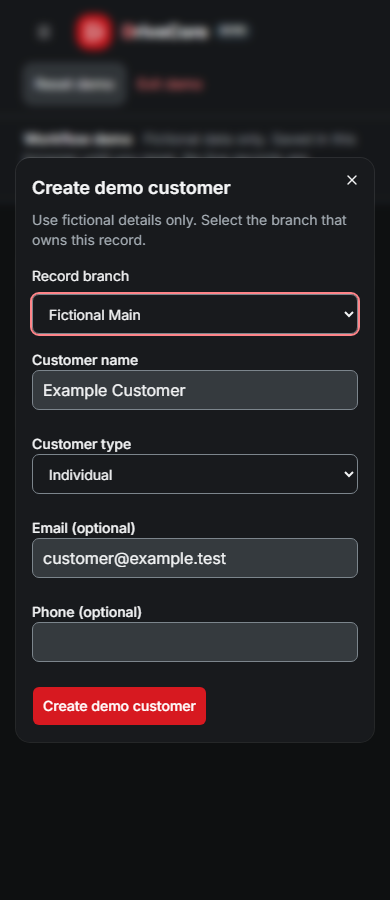 Reset demo Exit demo
Create demo customer
Use fictional details only. Select the branch that
owns this record.
Record branch
Fictional Main
Customer name
Example Customer
Customer type
Individual
Email (optional)
customer@example.test
Phone (optional)
Create demo customer